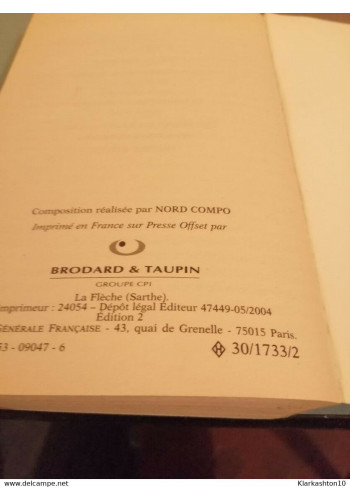 Composition réalisée par NORD COMPO
Imprimé en France sur Presse Offset par
BRODARD & TAUPIN
GROUPE CPI
La Flèche (Sarthe).
imprimeur : 24054 – Dépôt légal Éditeur 47449-05/2004
Édition 2
GÉNÉRALE FRANÇAISE - 43, quai de Grenelle - 75015 Paris.
53 - 09047 - 6
30/1733/2
www.delcampe.net
Klarkashton10